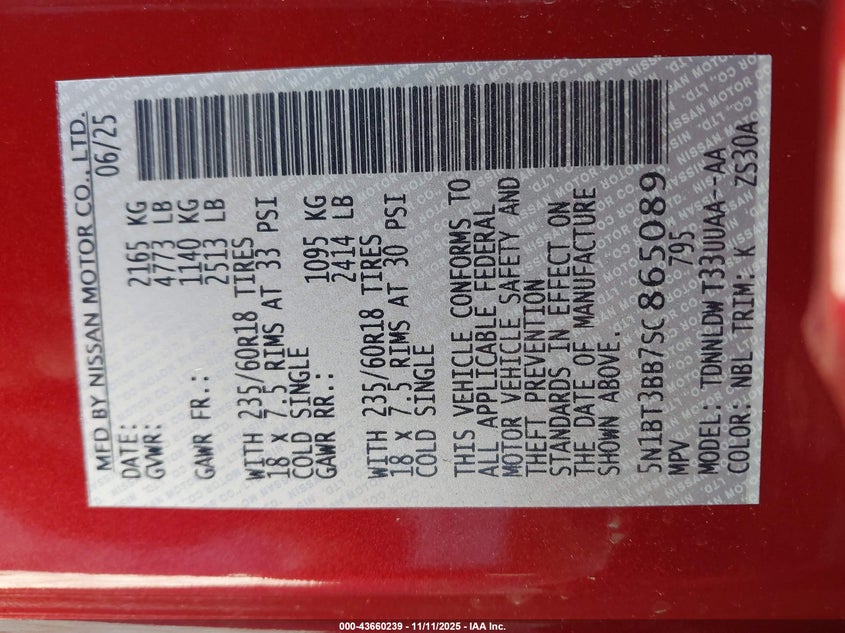 MFD BY NISSAN MOTOR CO., LTD.
DATE: 06/25
GVWR: 2165 KG
4773 LB
GAWR FR.: 1140 KG
2513 LB
WITH 235/60R18 TIRES
18 X 7.5 RIMS AT 33 PSI
COLD SINGLE
GAWR RR.: 1095 KG
2414 LB
WITH 235/60R18 TIRES
18 X 7.5 RIMS AT 30 PSI
COLD SINGLE
THIS VEHICLE CONFORMS TO
ALL APPLICABLE FEDERAL
MOTOR VEHICLE SAFETY AND
THEFT PREVENTION
STANDARDS IN EFFECT ON
THE DATE OF MANUFACTURE
SHOWN ABOVE.
5N1BT3BB7SC865089
MPV 795
MODEL: TDNNLDW T33UUAA--AA
COLOR: NBL TRIM: K ZS30A
000-43660239 - 11/11/2025 - IAA Inc.